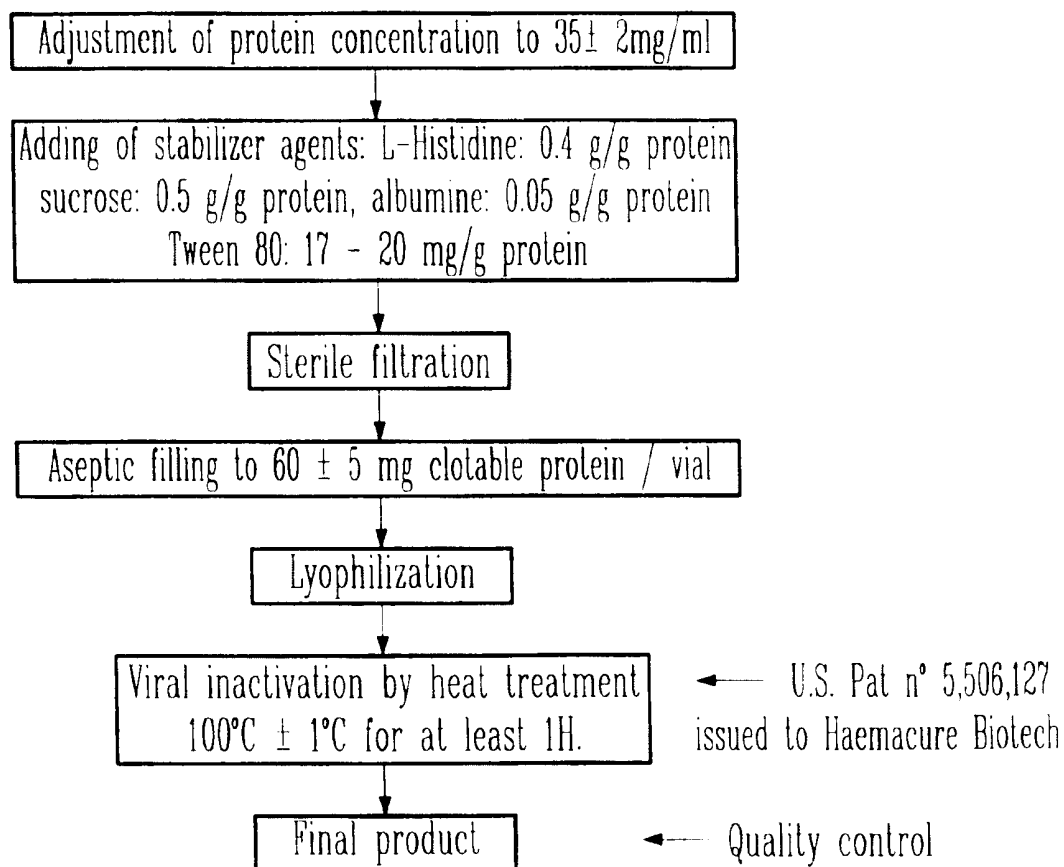 Adjustment of protein concentration to 35± 2mg/ml
Adding of stabilizer agents: L-Histidine: 0.4 g/g protein
sucrose: 0.5 g/g protein, albumine: 0.05 g/g protein
Tween 80: 17 - 20 mg/g protein
Sterile filtration
Aseptic filling to 60 ± 5 mg clotable protein / vial
Lyophilization
Viral inactivation by heat treatment
100°C ± 1°C for at least 1H.
U.S. Pat n° 5,506,127
issued to Haemacure Biotech
Final product
Quality control